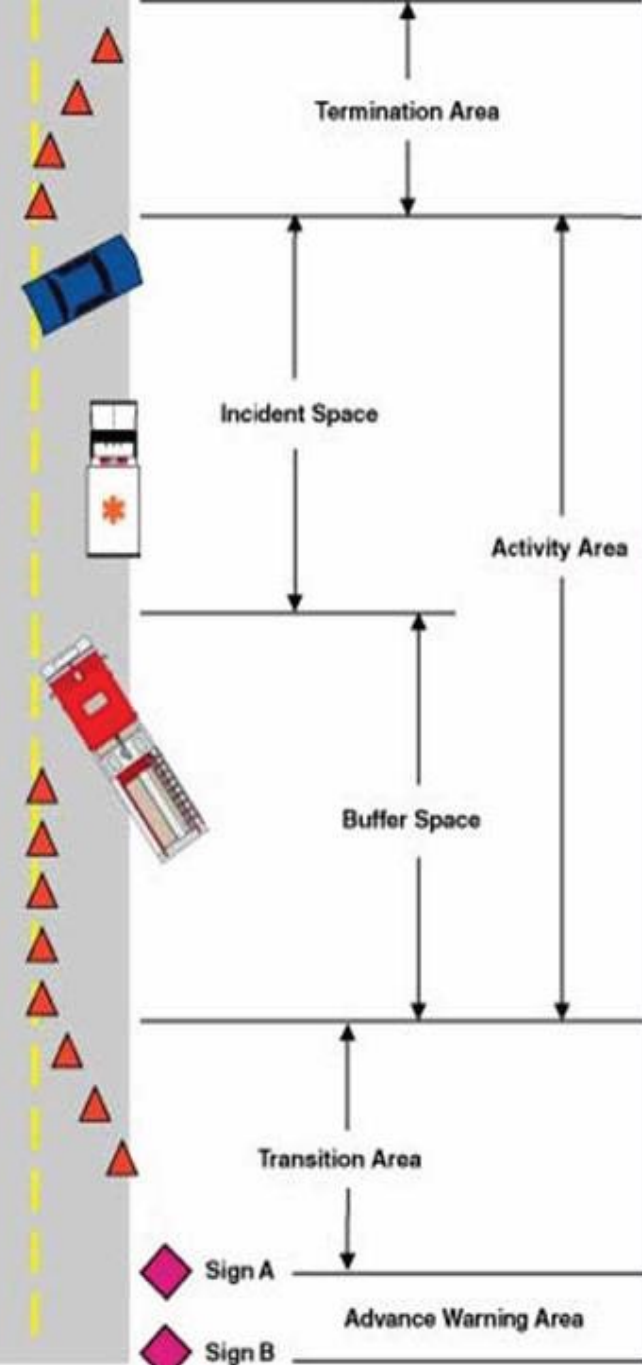 Termination Area
Incident Space
Activity Area
Buffer Space
Transition Area
Sign A
Advance Warning Area
Sign B